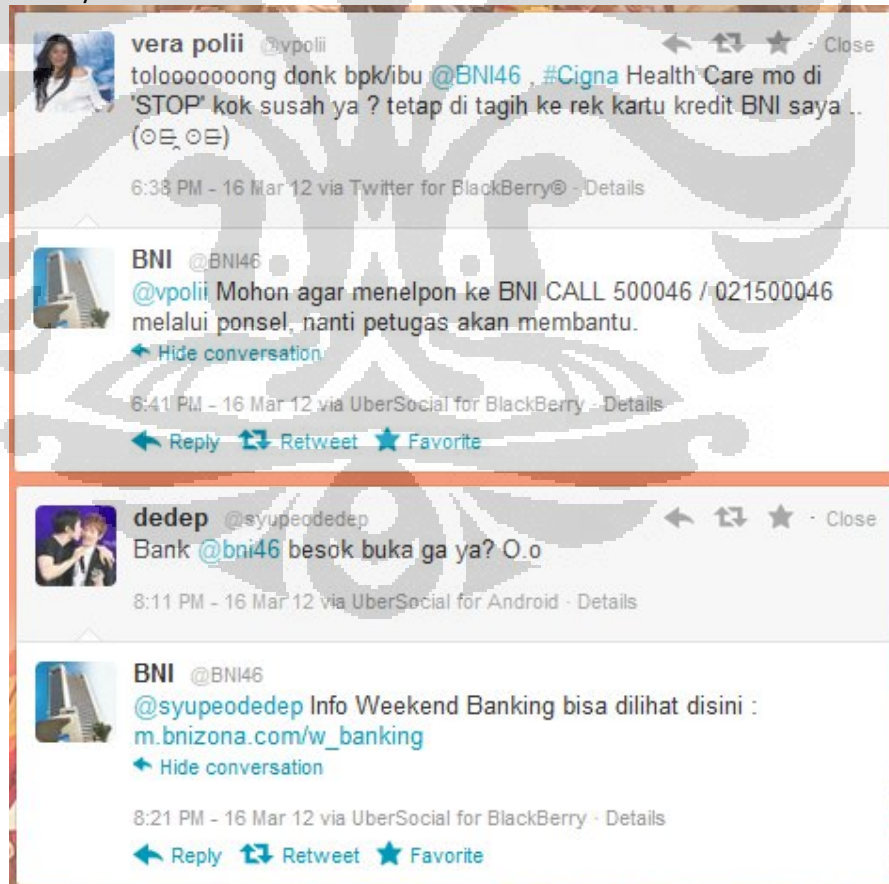 vera polii @vpolii Close
toloooooooong donk bpk/ibu @BNI46 , #Cigna Health Care mo di
'STOP' kok susah ya ? tetap di tagih ke rek kartu kredit BNI saya ..
6:38 PM - 16 Mar 12 via Twitter for BlackBerry® · Details
BNI @BNI46
@vpolii Mohon agar menelpon ke BNI CALL 500046 / 021500046
melalui ponsel, nanti petugas akan membantu.
Hide conversation
6:41 PM - 16 Mar 12 via UberSocial for BlackBerry · Details
Reply Retweet Favorite
dedep @syupeodedep · Close
Bank @bni46 besok buka ga ya? O.o
8:11 PM - 16 Mar 12 via UberSocial for Android · Details
BNI @BNI46
@syupeodedep Info Weekend Banking bisa dilihat disini :
m.bnizona.com/w_banking
Hide conversation
8:21 PM - 16 Mar 12 via UberSocial for BlackBerry · Details
Reply Retweet Favorite